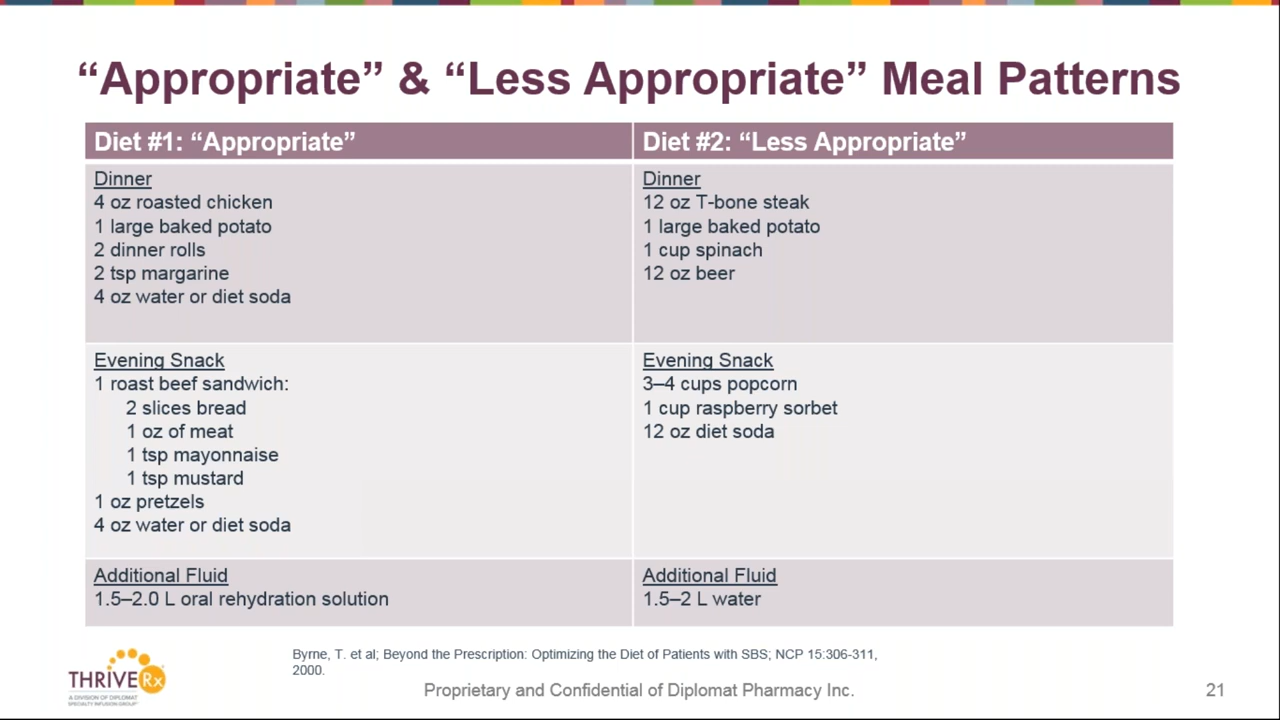 “Appropriate” & “Less Appropriate” Meal Patterns
Diet #1: “Appropriate”
Diet #2: “Less Appropriate”
Dinner
4 oz roasted chicken
1 large baked potato
2 dinner rolls
2 tsp margarine
4 oz water or diet soda
Dinner
12 oz T-bone steak
1 large baked potato
1 cup spinach
12 oz beer
Evening Snack
1 roast beef sandwich:
2 slices bread
1 oz of meat
1 tsp mayonnaise
1 tsp mustard
1 oz pretzels
4 oz water or diet soda
Evening Snack
3–4 cups popcorn
1 cup raspberry sorbet
12 oz diet soda
Additional Fluid
1.5–2.0 L oral rehydration solution
Additional Fluid
1.5–2 L water
Byrne, T. et al; Beyond the Prescription: Optimizing the Diet of Patients with SBS; NCP 15:306-311,
2000.
THRIVE Rx
A DIVISION OF DIPLOMAT
SPECIALTY INFUSION GROUP
Proprietary and Confidential of Diplomat Pharmacy Inc.
21